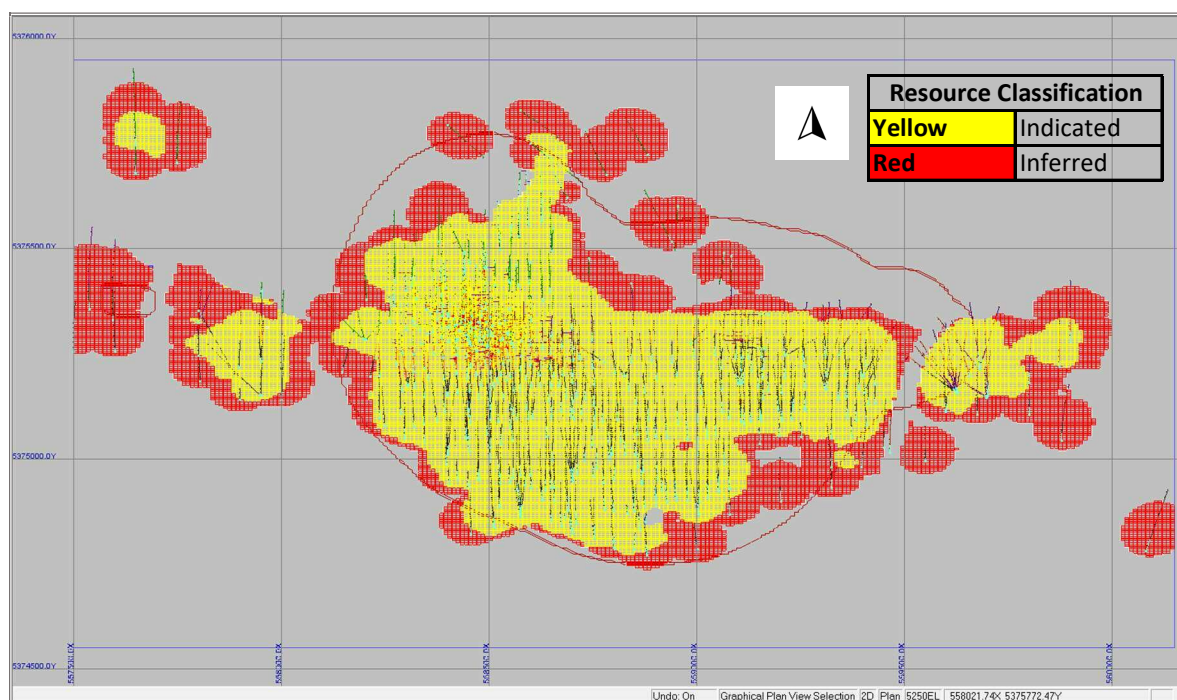 5376000.0Y
Resource Classification
Yellow Indicated
Red Inferred
5375500.0Y
5375000.0Y
5374500.0Y
557500.0X
558000.0X
558500.0X
559000.0X
559500.0X
560000.0X
Undo: On Graphical Plan View Selection 2D Plan 5250EL 558021.74X 5375772.47Y